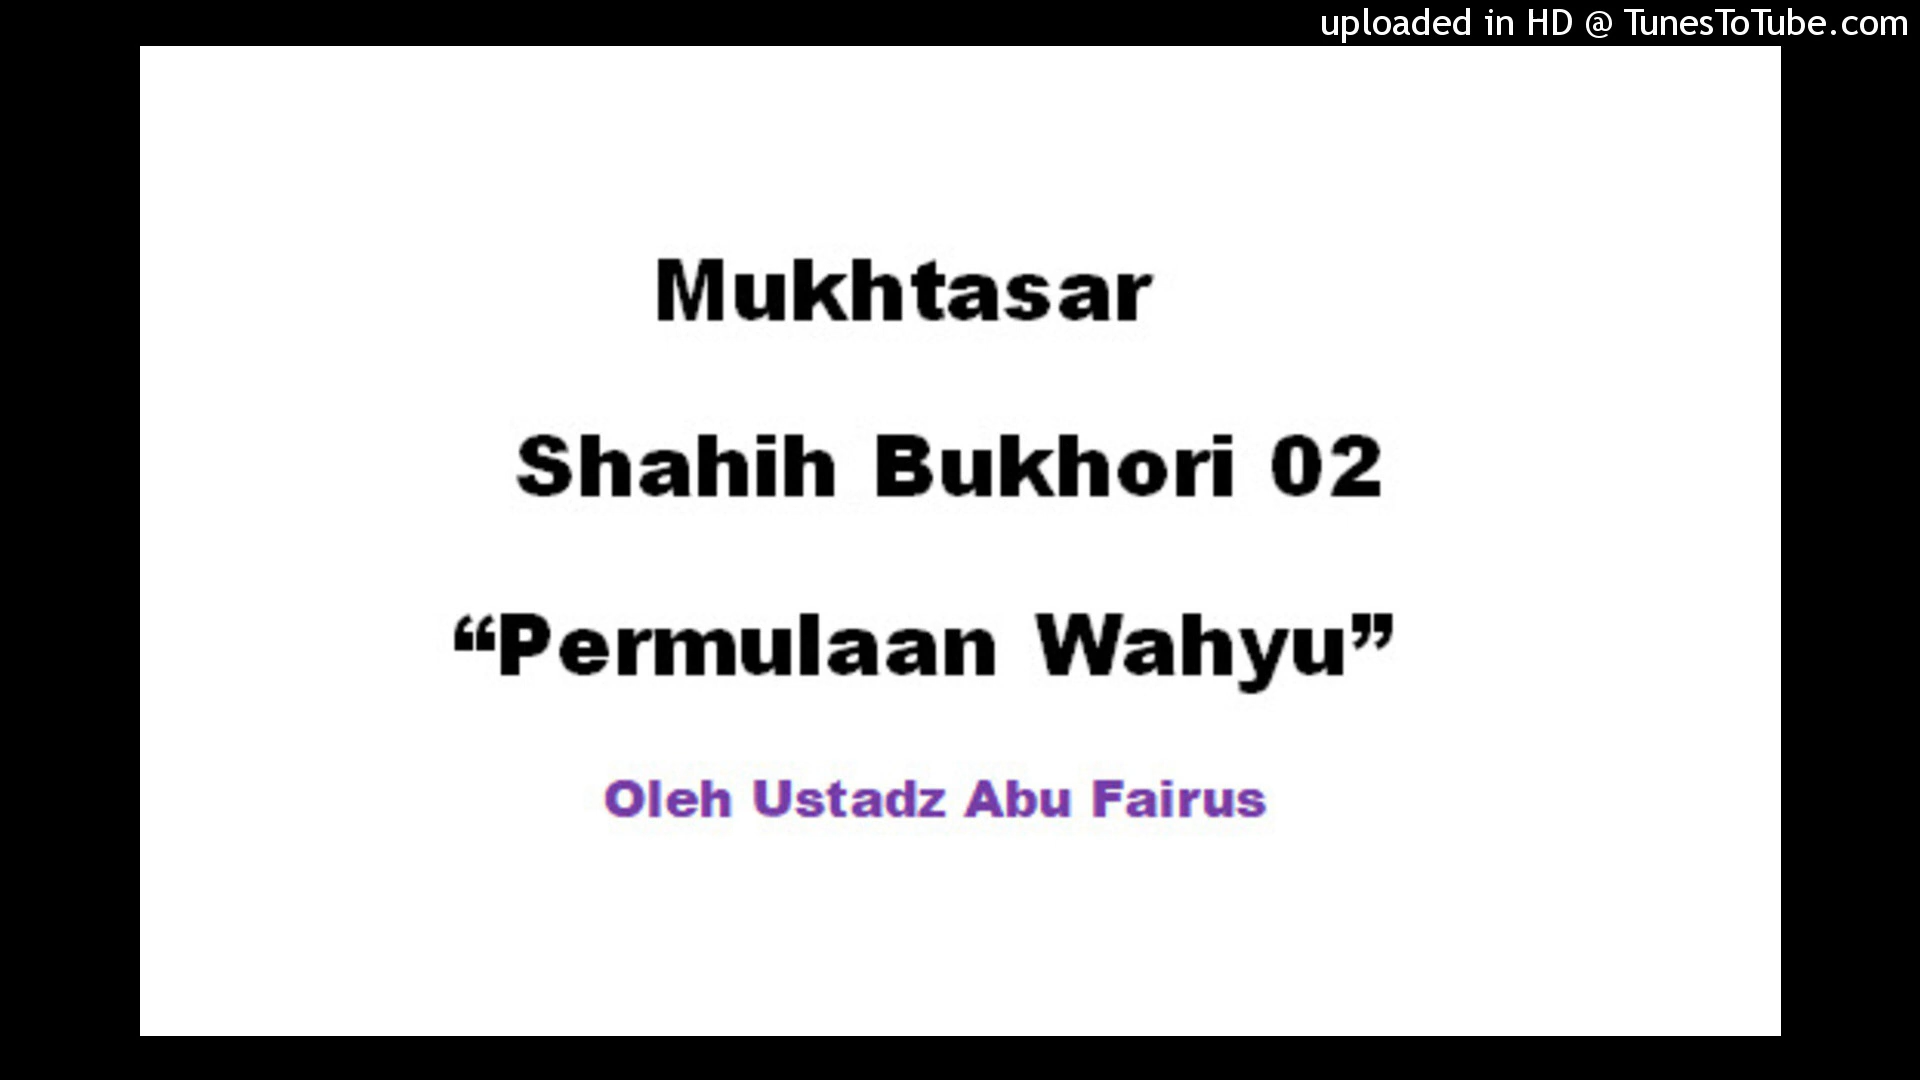 uploaded in HD @ TunesToTube.com
Mukhtasar
Shahih Bukhori 02
“Permulaan Wahyu”
Oleh Ustadz Abu Fairus